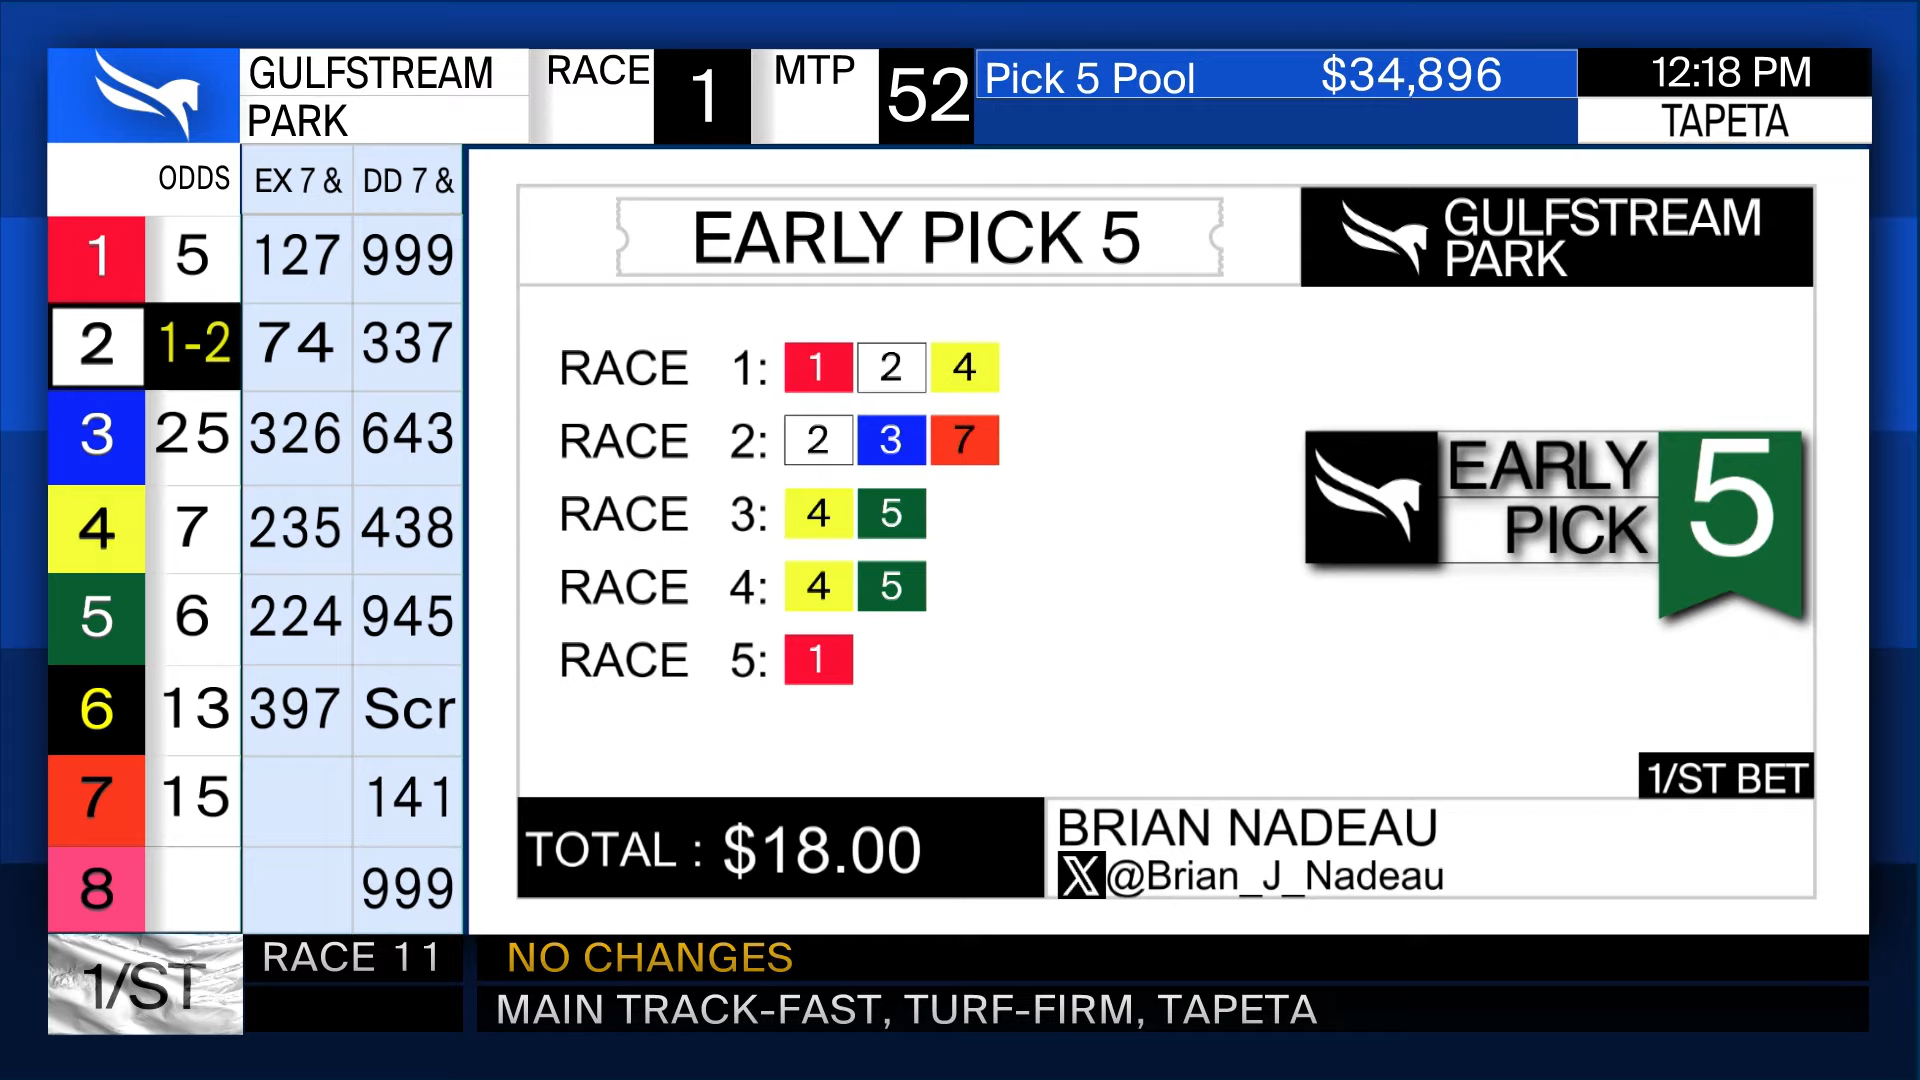 GULFSTREAM PARK RACE 1 MTP 52 Pick 5 Pool $34,896 12:18 PM
TAPETA
ODDS EX 7 & DD 7 &
1 5 127 999
2 1-2 74 337
3 25 326 643
4 7 235 438
5 6 224 945
6 13 397 Scr
7 15 141
8 999
EARLY PICK 5
GULFSTREAM
PARK
RACE 1: 1 2 4
RACE 2: 2 3 7
RACE 3: 4 5
RACE 4: 4 5
RACE 5: 1
EARLY
PICK 5
1/ST BET
TOTAL : $18.00
BRIAN NADEAU
X @Brian_J_Nadeau
1/ST
RACE 11 NO CHANGES
MAIN TRACK-FAST, TURF-FIRM, TAPETA